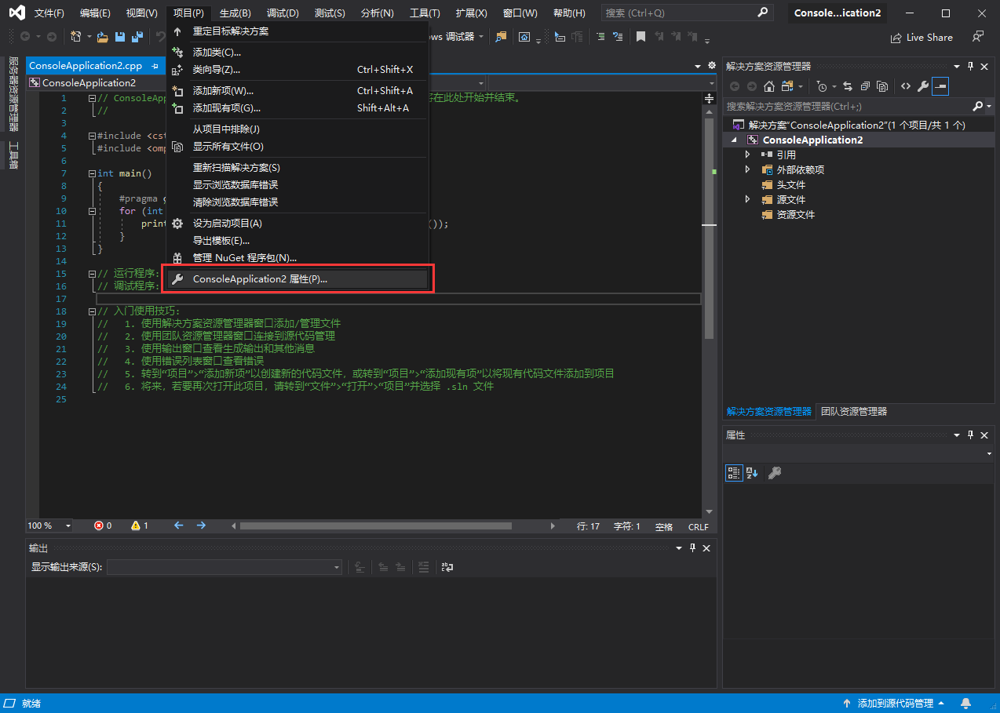 文件(F) 编辑(E) 视图(V) 项目(P) 生成(B) 调试(D) 测试(S) 分析(N) 工具(T) 扩展(X) 窗口(W) 帮助(H) 搜索 (Ctrl+Q) Console...ication2
ws 调试器 Live Share
服务器资源管理器
工具箱
ConsoleApplication2.cpp
ConsoleApplication2
重定目标解决方案
添加类(C)...
类向导(Z)... Ctrl+Shift+X
添加新项(W)... Ctrl+Shift+A
添加现有项(G)... Shift+Alt+A
从项目中排除(J)
显示所有文件(O)
重新扫描解决方案(S)
显示浏览数据库错误
清除浏览数据库错误
设为启动项目(A)
导出模板(E)...
管理 NuGet 程序包(N)...
ConsoleApplication2 属性(P)...
1 // ConsoleApp 在此处开始并结束。
2 //
3
4 #include <cst
5 #include <omp
6
7 int main()
8 {
9 #pragma
10 for (int
11 print ());
12 }
13 }
14
15 // 运行程序:
16 // 调试程序:
17
18 // 入门使用技巧:
19 // 1. 使用解决方案资源管理器窗口添加/管理文件
20 // 2. 使用团队资源管理器窗口连接到源代码管理
21 // 3. 使用输出窗口查看生成输出和其他消息
22 // 4. 使用错误列表窗口查看错误
23 // 5. 转到“项目”>“添加新项”以创建新的代码文件，或转到“项目”>“添加现有项”以将现有代码文件添加到项目
24 // 6. 将来，若要再次打开此项目，请转到“文件”>“打开”>“项目”并选择 .sln 文件
25
100 % 0 1 行: 17 字符: 1 空格 CRLF
输出
显示输出来源(S):
解决方案资源管理器
搜索解决方案资源管理器(Ctrl+;)
解决方案“ConsoleApplication2”(1 个项目/共 1 个)
ConsoleApplication2
引用
外部依赖项
头文件
源文件
资源文件
解决方案资源管理器 团队资源管理器
属性
就绪 添加到源代码管理